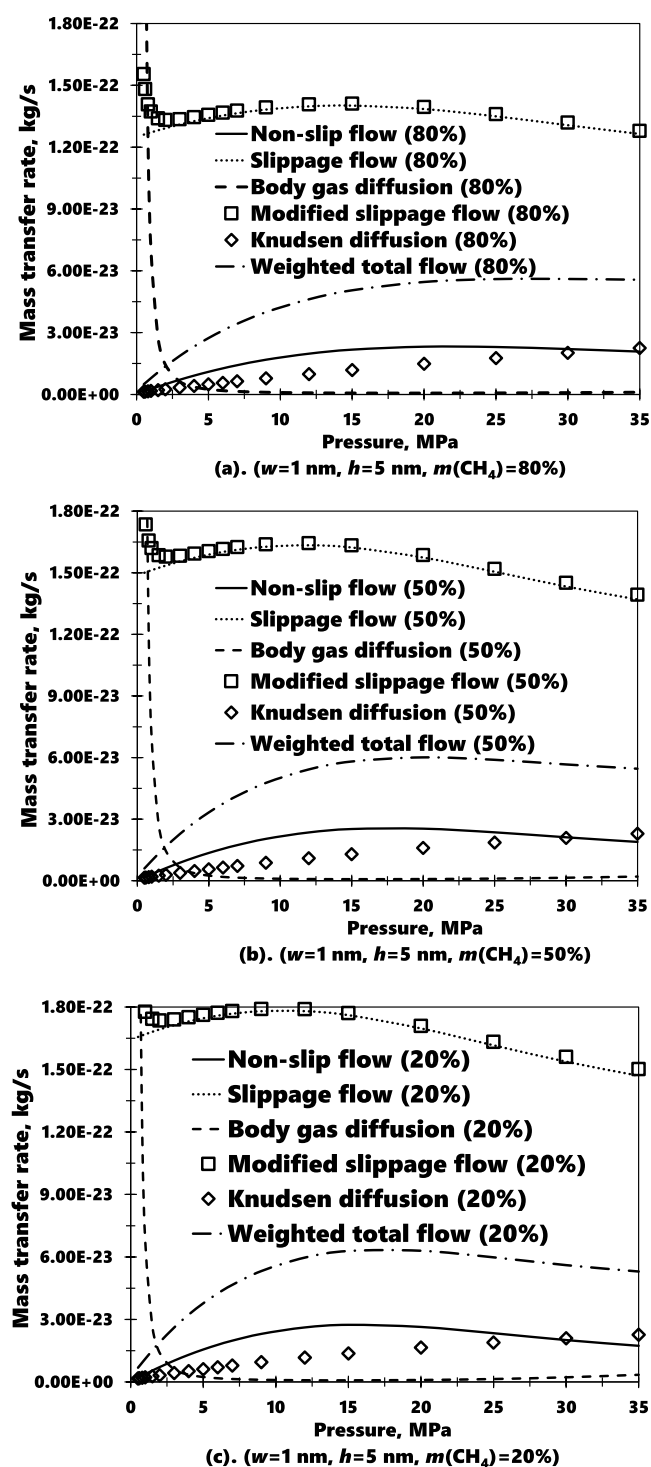 1.80E-22
1.50E-22
1.20E-22
9.00E-23
6.00E-23
3.00E-23
0.00E+00
Mass transfer rate, kg/s
Non-slip flow (80%)
Slippage flow (80%)
Body gas diffusion (80%)
Modified slippage flow (80%)
Knudsen diffusion (80%)
Weighted total flow (80%)
0 5 10 15 20 25 30 35
Pressure, MPa
(a). (w=1 nm, h=5 nm, m(CH₄)=80%)
1.80E-22
1.50E-22
1.20E-22
9.00E-23
6.00E-23
3.00E-23
0.00E+00
Mass transfer rate, kg/s
Non-slip flow (50%)
Slippage flow (50%)
Body gas diffusion (50%)
Modified slippage flow (50%)
Knudsen diffusion (50%)
Weighted total flow (50%)
0 5 10 15 20 25 30 35
Pressure, MPa
(b). (w=1 nm, h=5 nm, m(CH₄)=50%)
1.80E-22
1.50E-22
1.20E-22
9.00E-23
6.00E-23
3.00E-23
0.00E+00
Mass transfer rate, kg/s
Non-slip flow (20%)
Slippage flow (20%)
Body gas diffusion (20%)
Modified slippage flow (20%)
Knudsen diffusion (20%)
Weighted total flow (20%)
0 5 10 15 20 25 30 35
Pressure, MPa
(c). (w=1 nm, h=5 nm, m(CH₄)=20%)